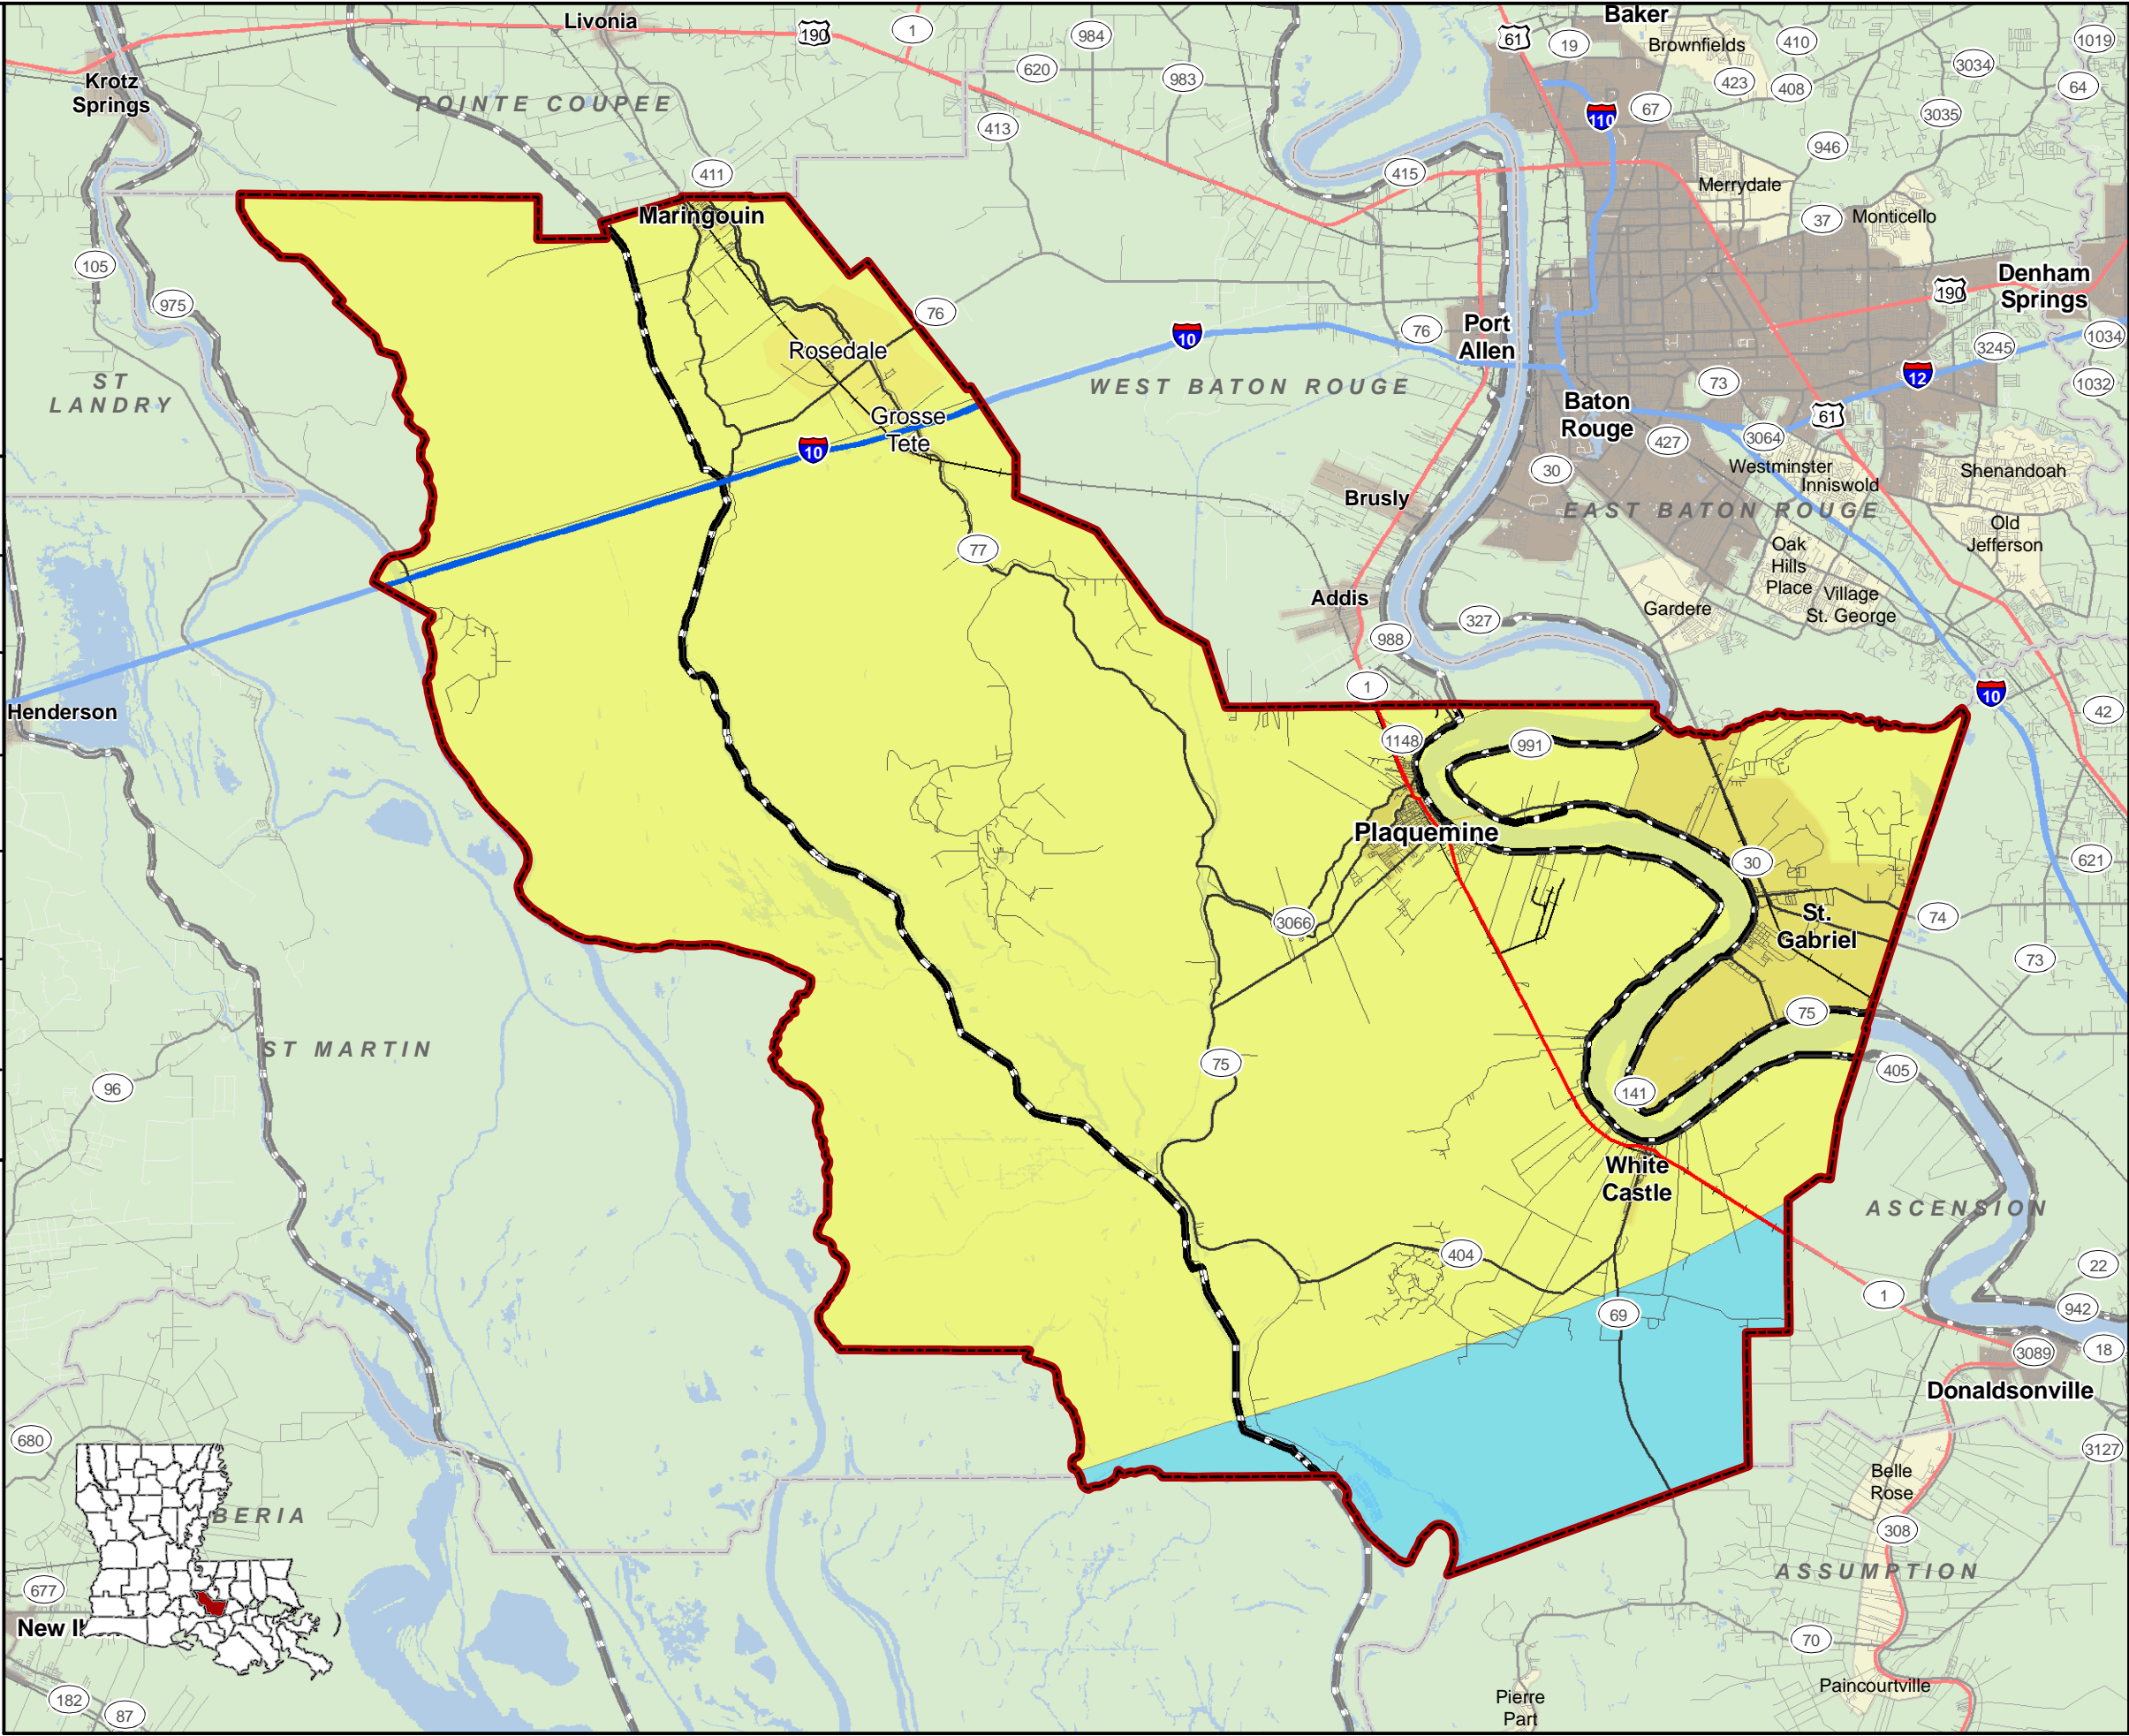 Livonia
190
1
984
61
19
Baker
Brownfields
410
1019
620
983
3034
Krotz
Springs
POINTE COUPEE
423
408
64
110
67
413
3035
946
411
415
Merrydale
Maringouin
37
Monticello
105
975
Denham
Springs
190
76
10
76
Port
Allen
3245
1034
Rosedale
ST
LANDRY
WEST BATON ROUGE
73
12
1032
Grosse
Tete
Baton
Rouge
61
10
427
3064
30
Westminster
Inniswold
Shenandoah
Brusly
EAST BATON ROUGE
Old
Jefferson
77
Oak
Hills
Place
Village
St. George
Addis
Gardere
327
988
1
10
Henderson
42
1148
991
Plaquemine
30
621
St.
Gabriel
3066
74
73
75
ST MARTIN
75
405
96
141
White
Castle
ASCENSION
404
22
69
1
942
3089
18
Donaldsonville
680
3127
Belle
Rose
BERIA
308
ASSUMPTION
677
New
70
Paincourtville
182
87
Pierre
Part